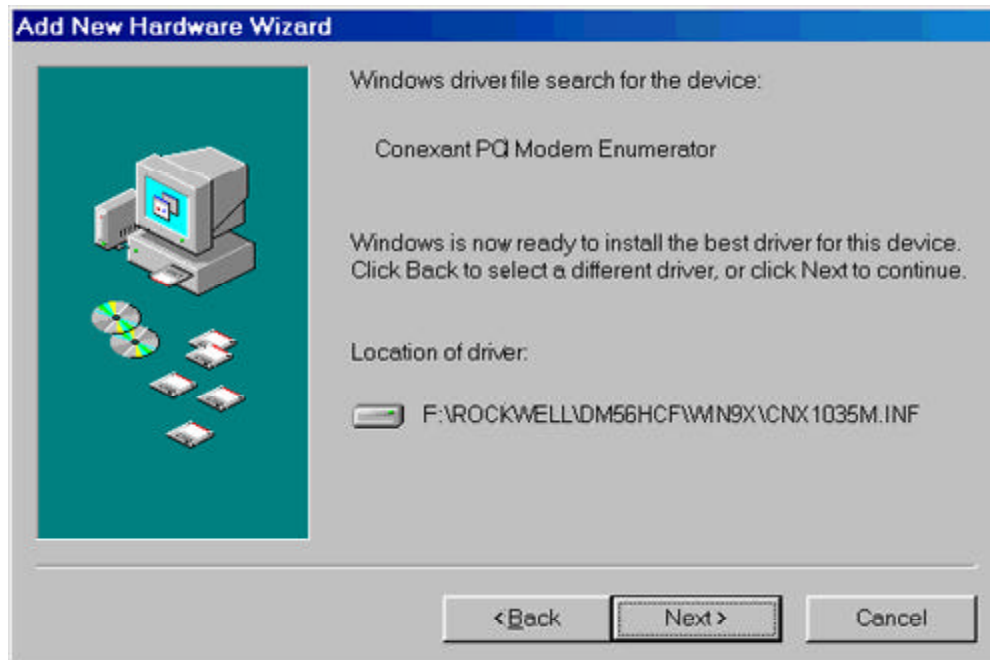 Add New Hardware Wizard
Windows driver file search for the device:
Conexant PCI Modem Enumerator
Windows is now ready to install the best driver for this device.
Click Back to select a different driver, or click Next to continue.
Location of driver:
F:\ROCKWELL\DM56HCF\WIN9X\CNX1035M.INF
< Back
Next >
Cancel